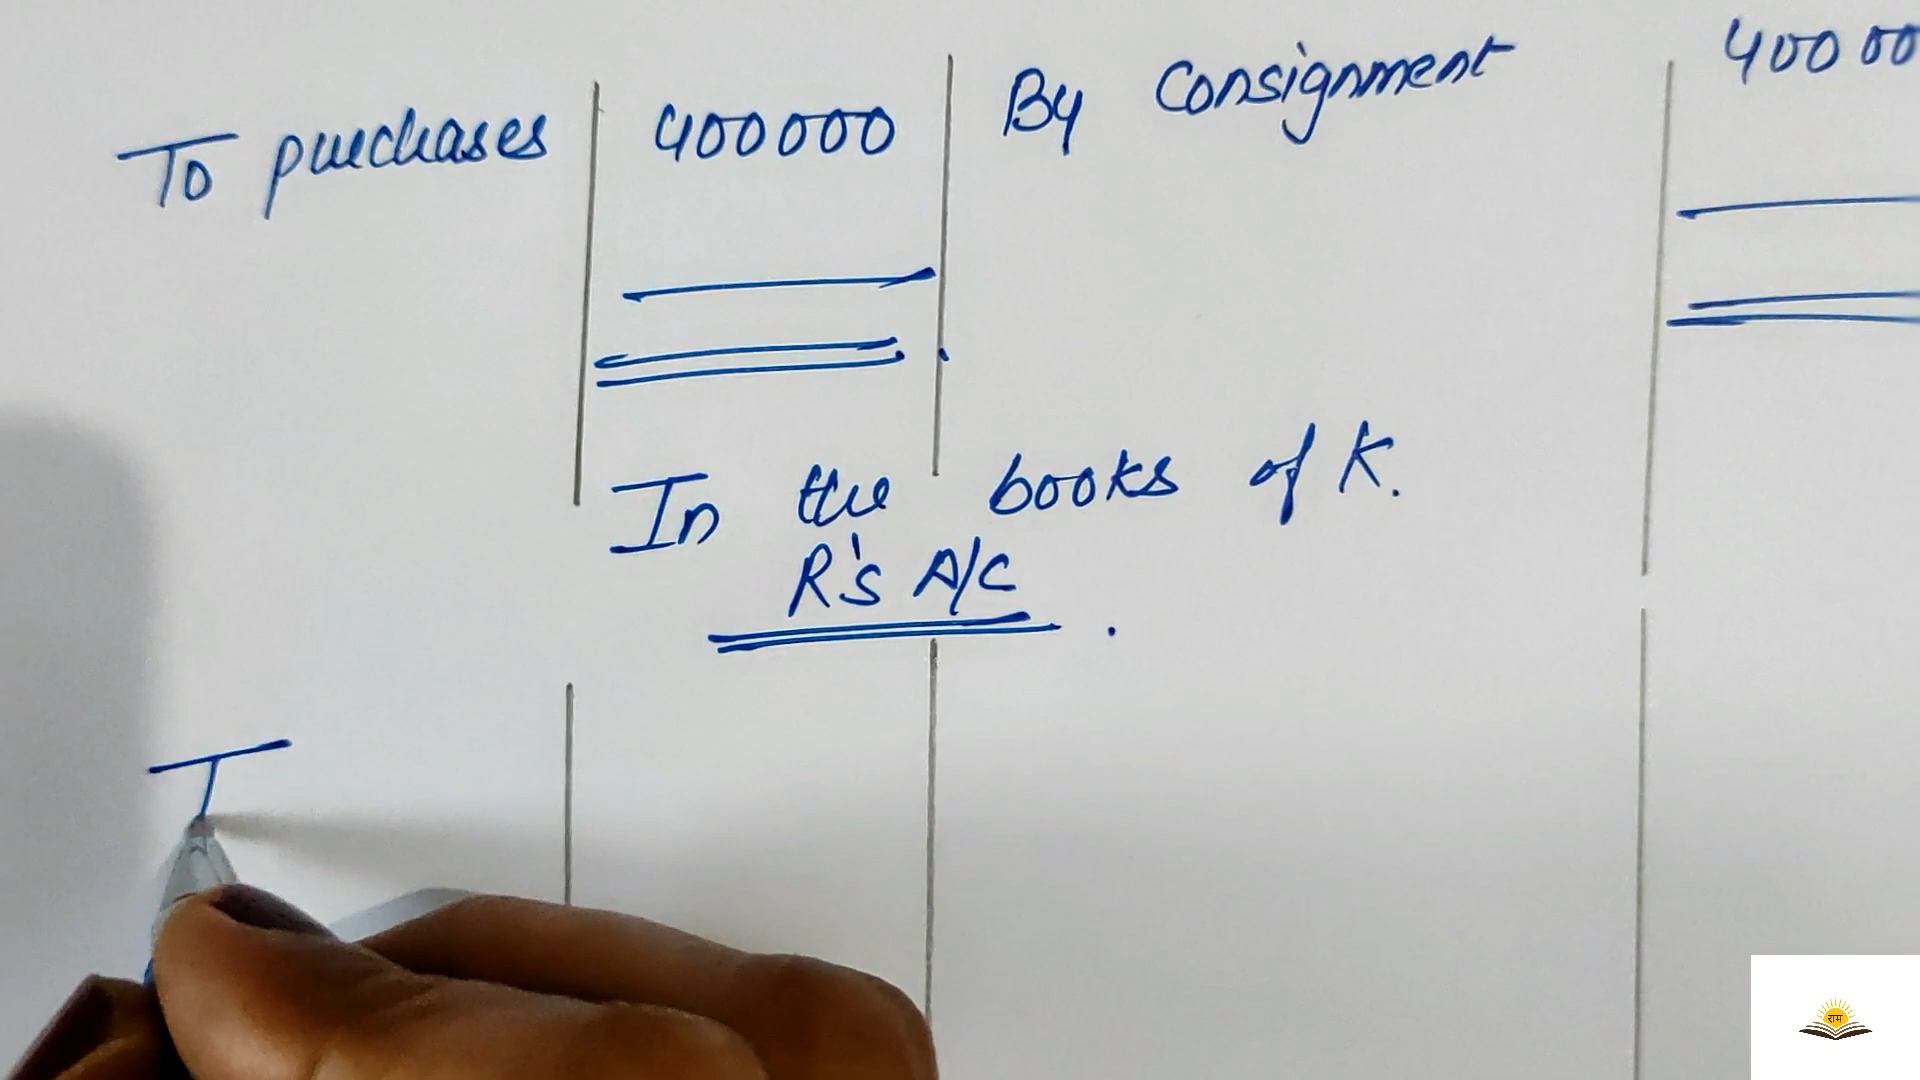 To purchases 400000 By Consignment 40000
In the books of K.
R's A/C
T
राम